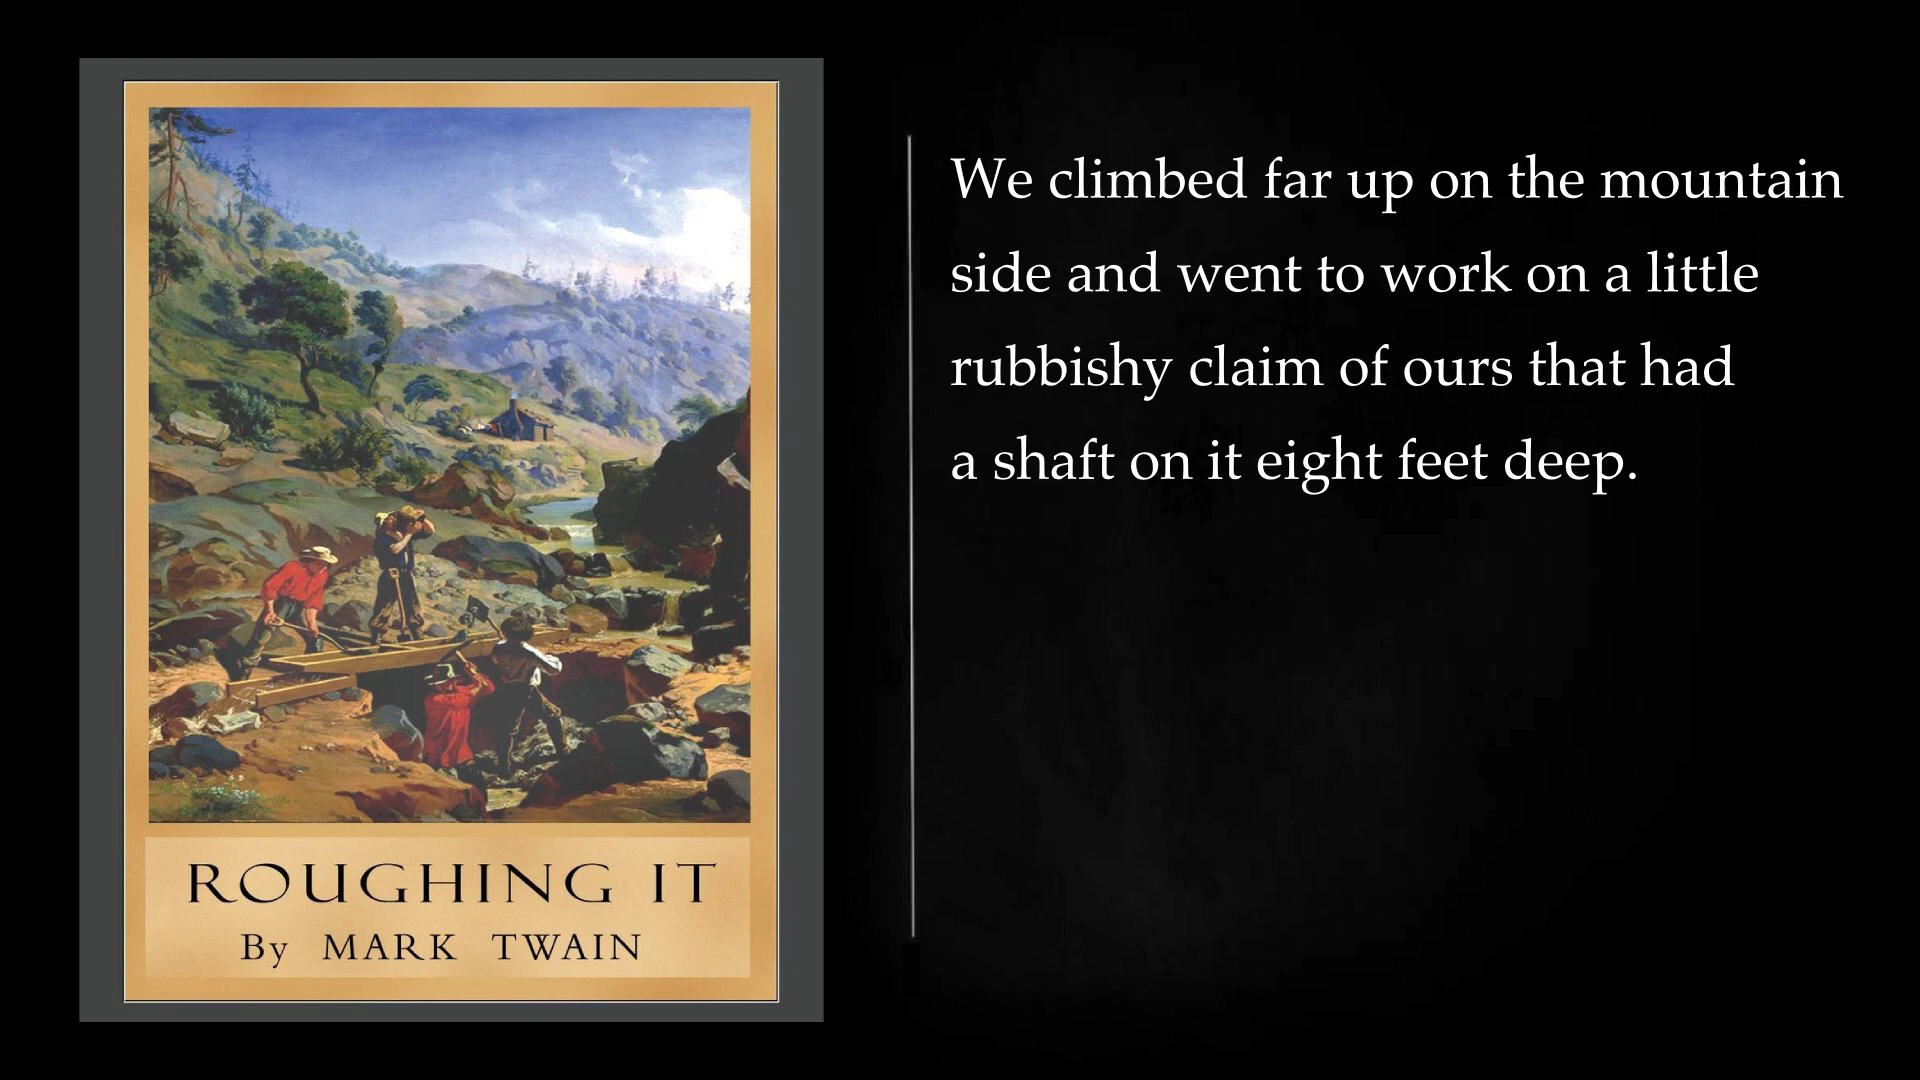 We climbed far up on the mountain
side and went to work on a little
rubbishy claim of ours that had
a shaft on it eight feet deep.
ROUGHING IT
By MARK TWAIN